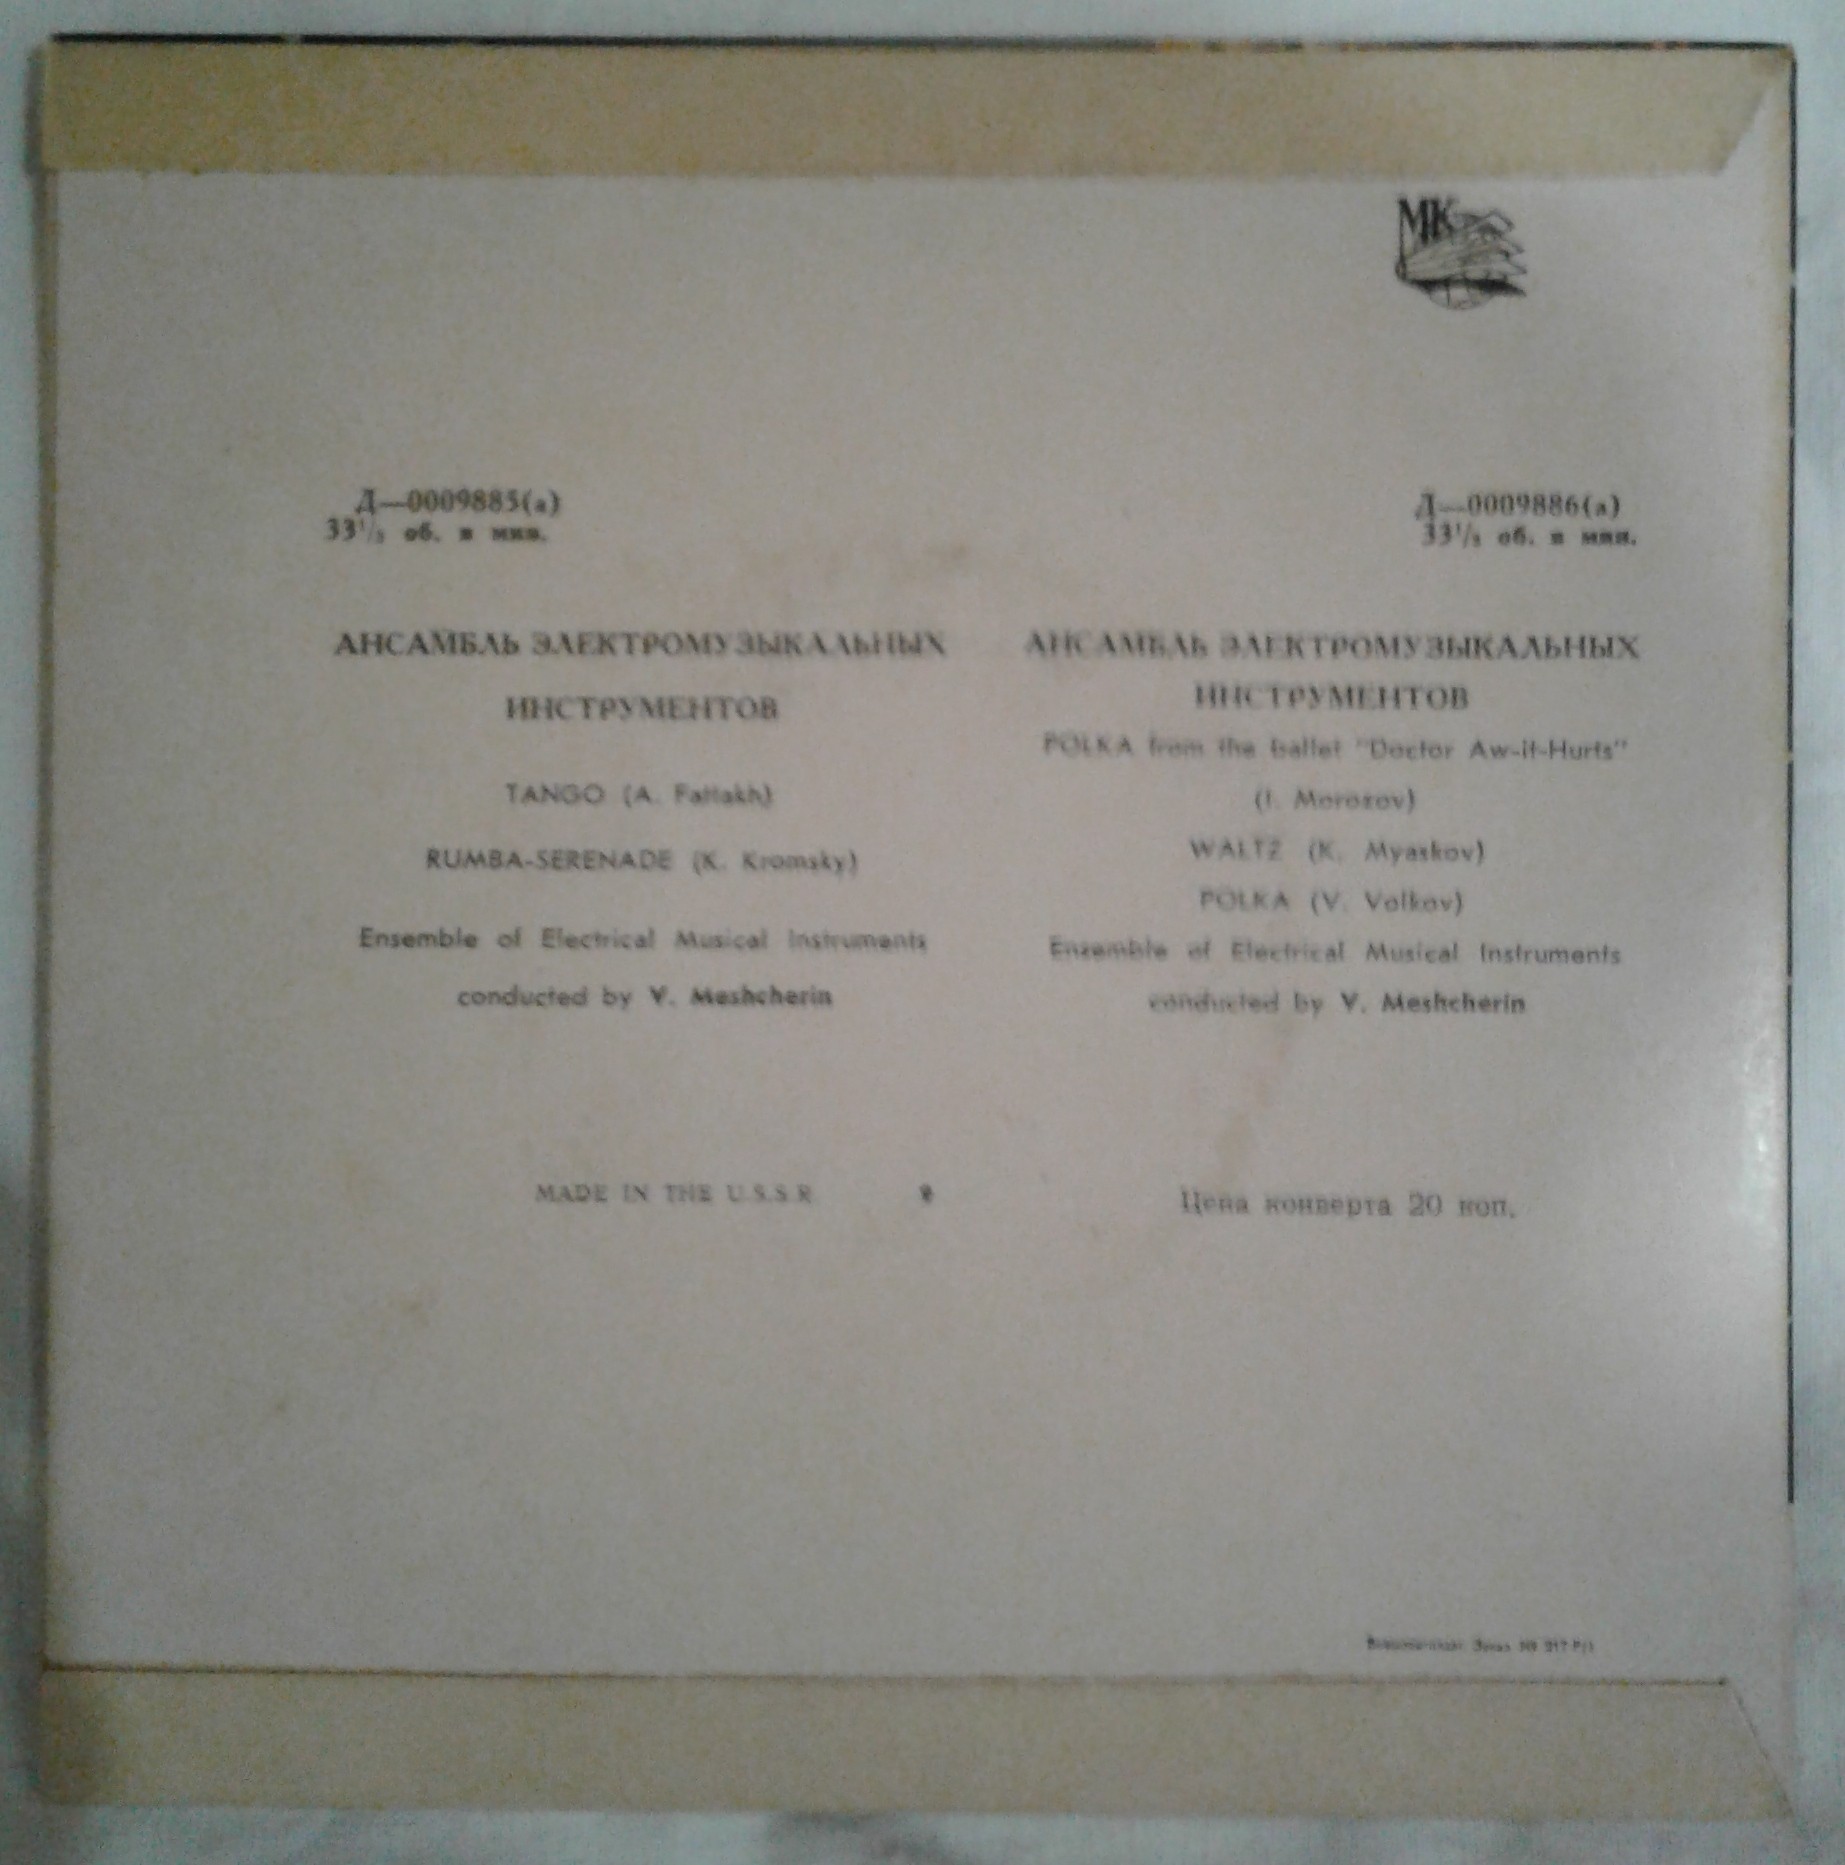 МК
Д—0009885(а)
33¹/₃ об. в мин.
АНСАМБЛЬ ЭЛЕКТРОМУЗЫКАЛЬНЫХ
ИНСТРУМЕНТОВ
TANGO (A. Fattakh)
RUMBA-SERENADE (K. Kromsky)
Ensemble of Electrical Musical Instruments
conducted by V. Meshcherin
Д—0009886(а)
33¹/₃ об. в мин.
АНСАМБЛЬ ЭЛЕКТРОМУЗЫКАЛЬНЫХ
ИНСТРУМЕНТОВ
POLKA from the ballet "Doctor Aw-it-Hurts"
(I. Morozov)
WALTZ (K. Myaskov)
POLKA (V. Volkov)
Ensemble of Electrical Musical Instruments
conducted by V. Meshcherin
MADE IN THE U.S.S.R
Цена конверта 20 коп.
Заказ № 217